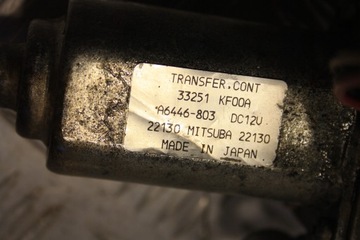 TRANSFER.CONT
33251 KF00A
A6446-803 DC12V
22130 MITSUBA 22130
MADE IN JAPAN